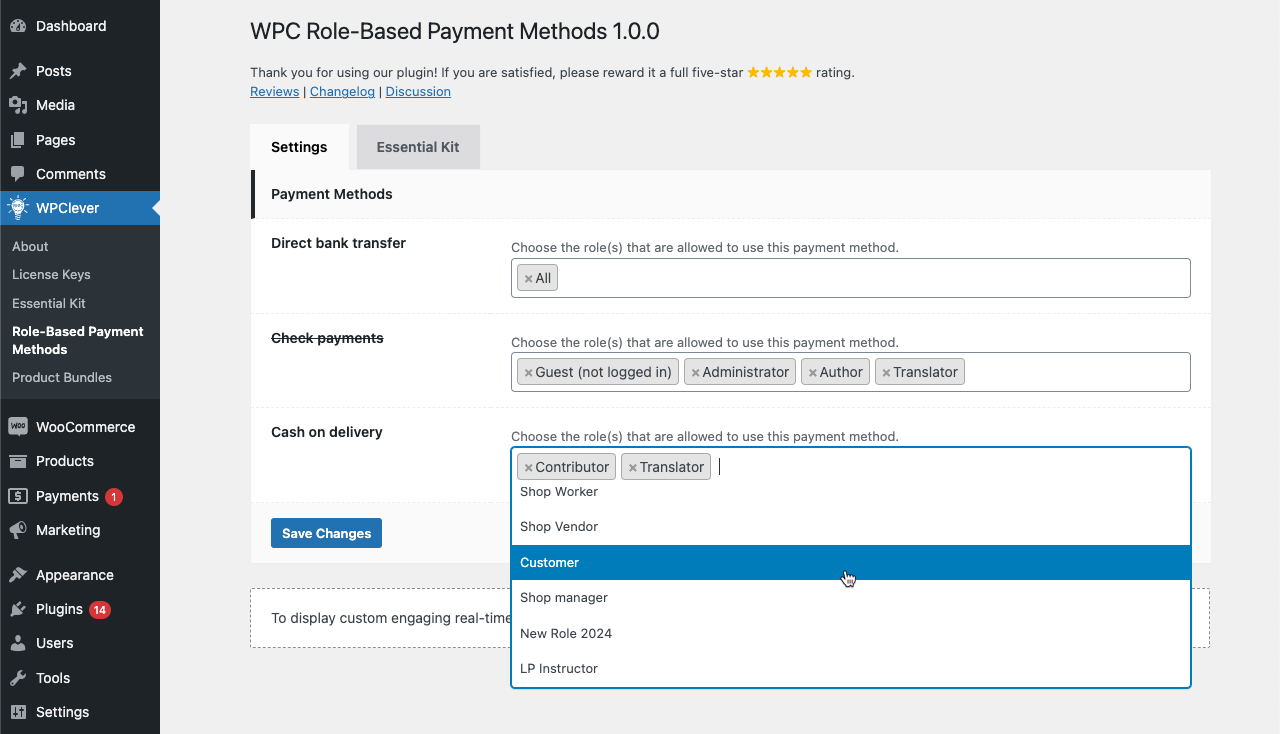 Dashboard
Posts
Media
Pages
Comments
WPClever
About
License Keys
Essential Kit
Role-Based Payment
Methods
Product Bundles
WOO WooCommerce
Products
Payments 1
Marketing
Appearance
Plugins 14
Users
Tools
Settings
WPC Role-Based Payment Methods 1.0.0
Thank you for using our plugin! If you are satisfied, please reward it a full five-star ★★★★★ rating.
Reviews | Changelog | Discussion
Settings Essential Kit
Payment Methods
Direct bank transfer
Choose the role(s) that are allowed to use this payment method.
×All
Check payments
Choose the role(s) that are allowed to use this payment method.
×Guest (not logged in) ×Administrator ×Author ×Translator
Cash on delivery
Choose the role(s) that are allowed to use this payment method.
×Contributor ×Translator
Shop Worker
Shop Vendor
Customer
Shop manager
New Role 2024
LP Instructor
Save Changes
To display custom engaging real-time